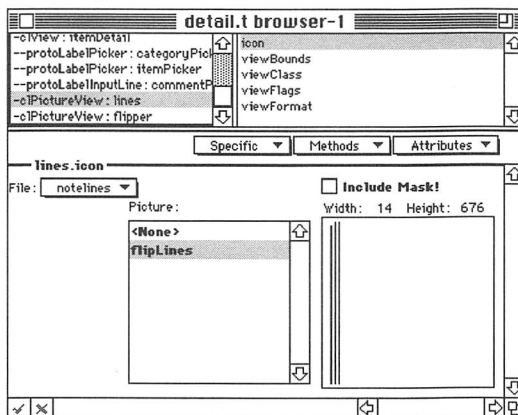 detail.t browser-1
-clView : itemDetail
--protoLabelPicker : categoryPick
--protoLabelPicker : itemPicker
--protoLabelInputLine : commentP
-clPictureView : lines
-clPictureView : flipper
icon
viewBounds
viewClass
viewFlags
viewFormat
Specific
Methods
Attributes
lines.icon
File: notelines
Include Mask!
Picture:
Width: 14 Height: 676
<None>
flipLines